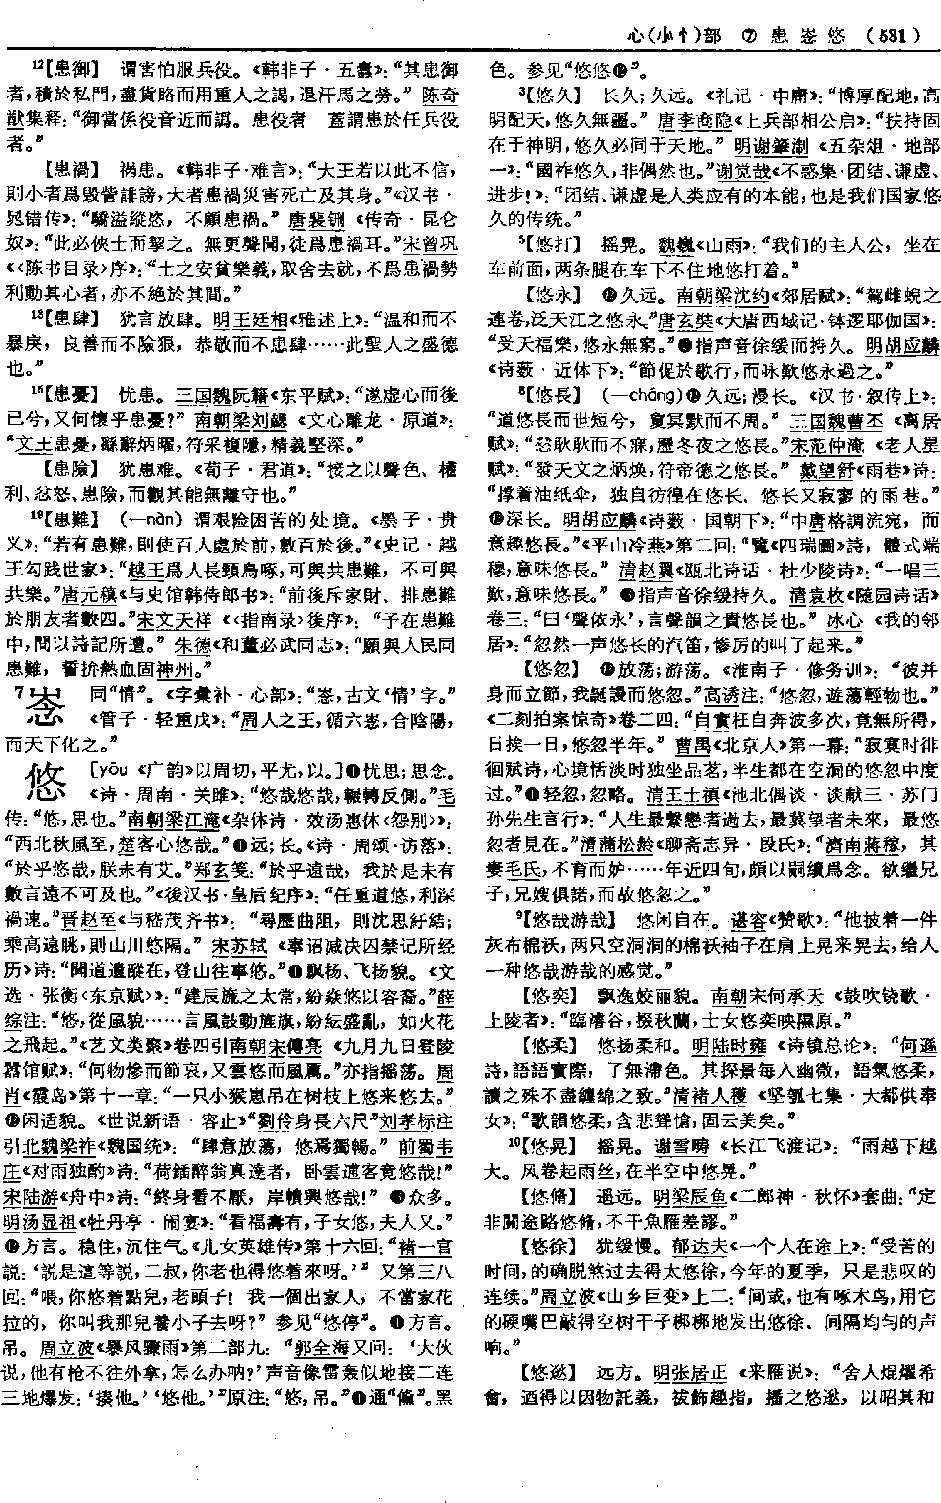 心(小忄)部 ⑦ 患 悥 悠 (531)
¹²【患御】 谓害怕服兵役。《韩非子·五蠹》：“其患御
者，積於私門，盡貨賂而用重人之謁，退汗馬之勞。” 陈奇
猷集释：“御當係役音近而譌。患役者 蓋謂患於任兵役
者。”
【患禍】 祸患。《韩非子·难言》：“大王若以此不信，
則小者爲毀訾誹謗，大者患禍災害死亡及其身。”《汉书·
晁错传》：“驕溢縱恣，不顧患禍。” 唐裴铏 《传奇·昆仑
奴》：“此必俠士而挈之。無更聲聞，徒爲患禍耳。”宋曾巩
《〈陈书目录〉序》：“士之安貧樂義，取舍去就，不爲患禍勢
利動其心者，亦不絶於其間。”
¹³【患肆】 犹言放肆。明王廷相《雅述上》：“温和而不
暴戾，良善而不險狠，恭敬而不患肆……此聖人之盛德
也。”
¹⁵【患憂】 忧患。三国魏阮籍《东平赋》：“遂虚心而後
已兮，又何懷乎患憂？” 南朝梁刘勰 《文心雕龙·原道》：
“文王患憂，繇辭炳曜，符采複隱，精義堅深。”
【患險】 犹患难。《荀子·君道》：“接之以聲色、權
利、忿怒、患險，而觀其能無離守也。”
¹⁹【患難】 (—nàn) 谓艰险困苦的处境。《晏子·贵
义》：“若有患難，則使百人處於前，數百於後。”《史记·越
王勾践世家》：“越王爲人長頸鳥喙，可與共患難，不可與
共樂。”唐元稹《与史馆韩侍郎书》：“前後斥家財、排患難
於朋友者數四。”宋文天祥 《〈指南录〉後序》：“予在患難
中，間以詩記所遭。” 朱德《和董必武同志》：“願與人民同
患難，誓拚熱血固神州。”
⁷ 同“情”。《字彙补·心部》：“，古文‘情’字。”
《管子·轻重戊》：“周人之王，循六，合陰陽，
而天下化之。”
悠 [yōu 《广韵》以周切，平尤，以。]❶忧思；思念。
《诗·周南·关雎》：“悠哉悠哉，輾轉反側。”毛
传：“悠，思也。”南朝梁江淹《杂体诗·效汤惠休〈怨别〉》：
“西北秋風至，楚客心悠哉。”❷远；长。《诗·周颂·访落》：
“於乎悠哉，朕未有艾。”郑玄笺：“於乎遠哉，我於是未有
數言遠不可及也。”《後汉书·皇后纪序》：“任重道悠，利深
禍速。”晋赵至《与嵇茂齐书》：“尋歷曲阻，則沈思紆結；
乘高遠眺，則山川悠隔。” 宋苏轼 《奉诏减决囚禁记所经
历》诗：“聞道遺蹤在，登山往事悠。”❸飘扬、飞扬貌。《文
选·张衡〈东京赋〉》：“建辰旒之太常，紛焱悠以容裔。”薛
综注：“悠，從風貌……言風鼓動旌旗，紛紜盛亂，如火花
之飛起。”《艺文类聚》卷四引南朝宋傅亮 《九月九日登陵
嚣馆赋》：“何物慘而節哀，又雲悠而風厲。”亦指摇荡。周
肖《霞岛》第十一章：“一只小猴崽吊在树枝上悠来悠去。”
❹闲适貌。《世说新语·容止》“劉伶身長六尺”刘孝标注
引北魏梁祚《魏国统》：“肆意放蕩，悠焉獨暢。” 前蜀韦
庄《对雨独酌》诗：“荷鍤醉翁真達者，卧雲逋客竟悠哉！”
宋陆游《舟中》诗：“終身看不厭，岸幘興悠哉！” ❺众多。
明汤显祖《牡丹亭·闹宴》：“看福壽有，子女悠，夫人又。”
❻方言。稳住，沉住气。《儿女英雄传》第十六回：“褚一官
説：‘説是這等説，二叔，你老也得悠着來呀。’” 又第三八
回：“喂，你悠着點兒，老頭子！我一個出家人，不當家花
拉的，你叫我那兒養小子去呀？” 参见“悠停”。❼方言。
吊。周立波《暴风骤雨》第二部九：“郭全海又问：‘大伙
说，他有枪不往外拿，怎么办呐？’声音像雷轰似地接二连
三地爆发：‘揍他。’‘悠他。’”原注：“悠，吊。”❽通“偹”。黑
色。参见“悠悠”。
³【悠久】 长久；久远。《礼记·中庸》：“博厚配地，高
明配天，悠久無疆。” 唐李商隐《上兵部相公启》：“扶持固
在于神明，悠久必同于天地。” 明谢肇淛 《五杂俎·地部
一》：“國祚悠久，非偶然也。”谢觉哉《不惑集·团结、谦虚、
进步！》：“团结、谦虚是人类应有的本能，也是我们国家悠
久的传统。”
⁵【悠打】 摇晃。魏巍《山雨》：“我们的主人公，坐在
车前面，两条腿在车下不住地悠打着。”
【悠永】 ❶久远。南朝梁沈约《郊居赋》：“駕雌蜺之
連卷，泛天江之悠永。”唐玄奘《大唐西域记·钵逻耶伽国》：
“受天福樂，悠永無窮。”❷指声音徐缓而持久。明胡应麟
《诗薮·近体下》：“節促於歌行，而咏歎悠永過之。”
⁸【悠長】 (—cháng)❶久远；漫长。《汉书·叙传上》：
“道悠長而世短兮，敻冥默而不周。” 三国魏曹丕 《离居
赋》：“愁耿耿而不寐，歷冬夜之悠長。”宋范仲淹 《老人星
赋》：“發天文之炳焕，符帝德之悠長。” 戴望舒《雨巷》诗：
“撑着油纸伞，独自彷徨在悠长、悠长又寂寥的雨巷。”
❷深长。明胡应麟《诗薮·国朝下》：“中唐格調流宛，而
意趣悠長。”《平山冷燕》第二回：“覽《四瑞圖》詩，體式端
穆，意味悠長。” 清赵翼《瓯北诗话·杜少陵诗》：“一唱三
歎，意味悠長。” ❸指声音徐缓持久。清袁枚《随园诗话》
卷三：“曰‘聲依永’，言聲韻之貴悠長也。” 冰心 《我的邻
居》：“忽然一声悠长的汽笛，惨厉的叫了起来。”
【悠忽】 ❶放荡；游荡。《淮南子·修务训》：“彼并
身而立節，我誕謾而悠忽。”高诱注：“悠忽，遊蕩輕物也。”
《二刻拍案惊奇》卷二四：“自實枉自奔波多次，竟無所得，
日挨一日，悠忽半年。” 曹禺《北京人》第一幕：“寂寞时徘
徊赋诗，心境恬淡时独坐品茗，半生都在空洞的悠忽中度
过。”❷轻忽，忽略。清王士禛《池北偶谈·谈献三·苏门
孙先生言行》：“人生最繫戀者過去，最冀望者未來，最悠
忽者見在。”清蒲松龄《聊斋志异·段氏》：“濟南蔣稼，其
妻毛氏，不育而妒……年近四旬，頗以嗣續爲念。欲繼兄
子，兄嫂俱諾，而故悠忽之。”
⁹【悠哉游哉】 悠闲自在。谌容《赞歌》：“他披着一件
灰布棉袄，两只空洞洞的棉袄袖子在肩上晃来晃去，给人
一种悠哉游哉的感觉。”
【悠奕】 飘逸姣丽貌。南朝宋何承天 《鼓吹铙歌·
上陵者》：“臨濳谷，掇秋蘭，士女悠奕映隰原。”
【悠柔】 悠扬柔和。明陆时雍 《诗镜总论》：“何遜
詩，語語實際，了無滯色。其探景每入幽微，語氣悠柔，
讀之殊不盡纏綿之致。”清褚人穫 《坚瓠七集·大都供奉
女》：“歌韻悠柔，含悲聳愴，固云美矣。”
¹⁰【悠晃】 摇晃。谢雪畴 《长江飞渡记》：“雨越下越
大。风卷起雨丝，在半空中悠晃。”
【悠脩】 遥远。明梁辰鱼《二郎神·秋怀》套曲：“定
非關途路悠脩，不干魚雁差謬。”
【悠徐】 犹缓慢。郁达夫《一个人在途上》：“受苦的
时间，的确脱煞过去得太悠徐，今年的夏季，只是悲叹的
连续。”周立波《山乡巨变》上二：“间或，也有啄木鸟，用它
的硬嘴巴敲得空树干子梆梆地发出悠徐、间隔均匀的声
响。”
【悠遐】 远方。明张居正 《来雁说》：“舍人焜燿希
會，迺得以因物託義，祓飾趣指，播之悠遐，以昭其和